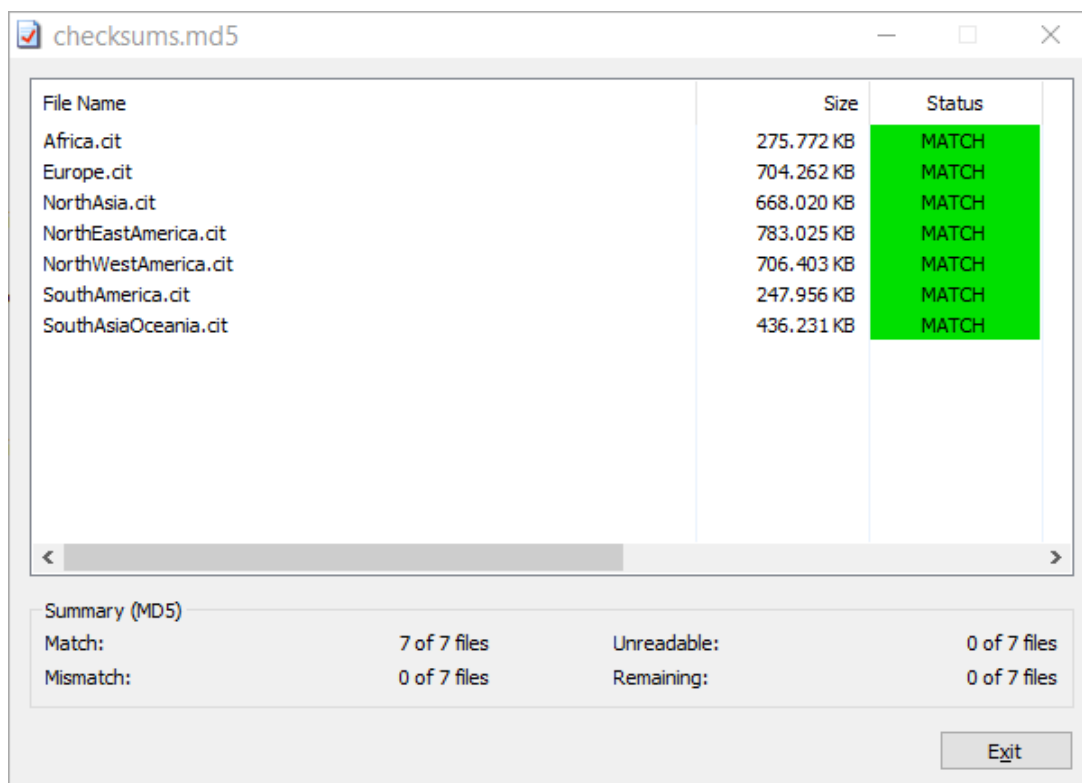 checksums.md5
File Name Size Status
Africa.cit 275.772 KB MATCH
Europe.cit 704.262 KB MATCH
NorthAsia.cit 668.020 KB MATCH
NorthEastAmerica.cit 783.025 KB MATCH
NorthWestAmerica.cit 706.403 KB MATCH
SouthAmerica.cit 247.956 KB MATCH
SouthAsiaOceania.cit 436.231 KB MATCH
Summary (MD5)
Match: 7 of 7 files Unreadable: 0 of 7 files
Mismatch: 0 of 7 files Remaining: 0 of 7 files
Exit